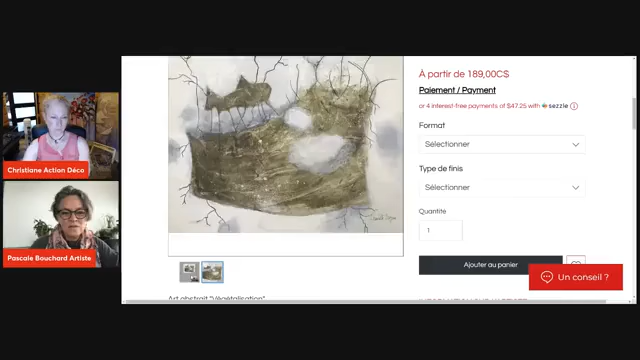 À partir de 189,00C$
Paiement / Payment
or 4 interest-free payments of $47.25 with sezzle
Format
Sélectionner
Type de finis
Sélectionner
Quantité
1
Ajouter au panier
Un conseil ?
Christiane Action Déco
Pascale Bouchard Artiste
Art abstrait "Végétalisation"